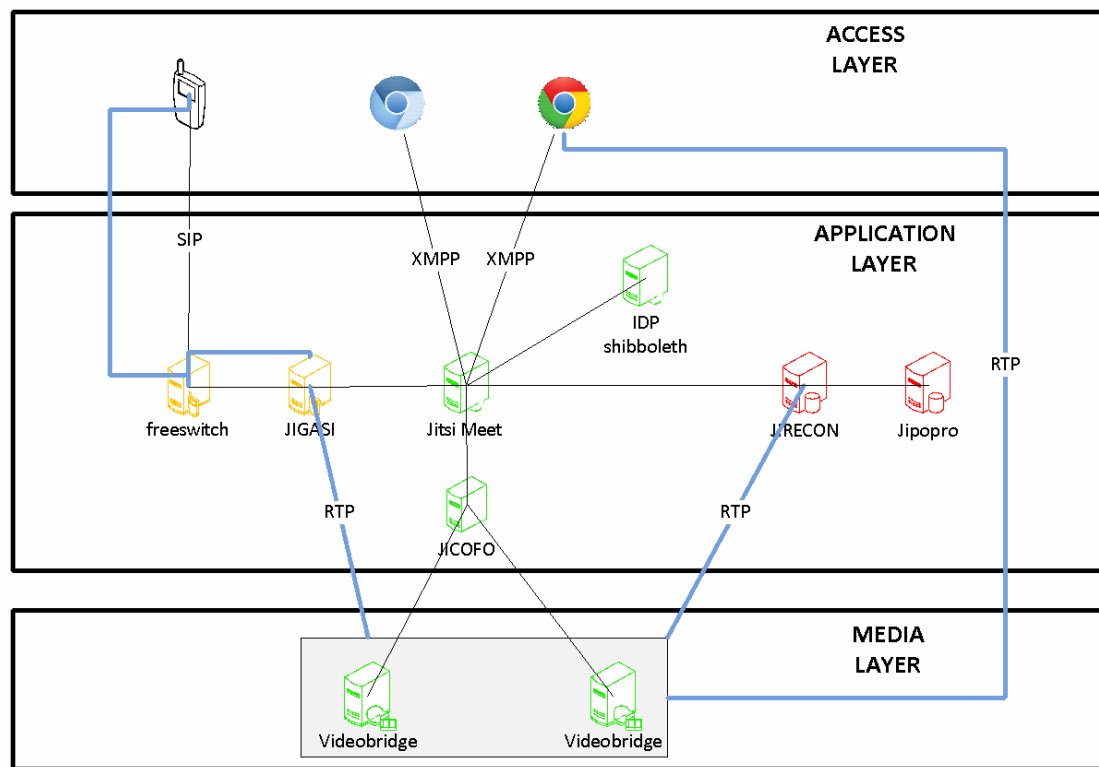 ACCESS
LAYER
SIP
XMPP
XMPP
APPLICATION
LAYER
IDP
shibboleth
RTP
freeswitch
JIGASI
Jitsi Meet
JIRECON
Jipopro
RTP
RTP
JICOFO
MEDIA
LAYER
Videobridge
Videobridge